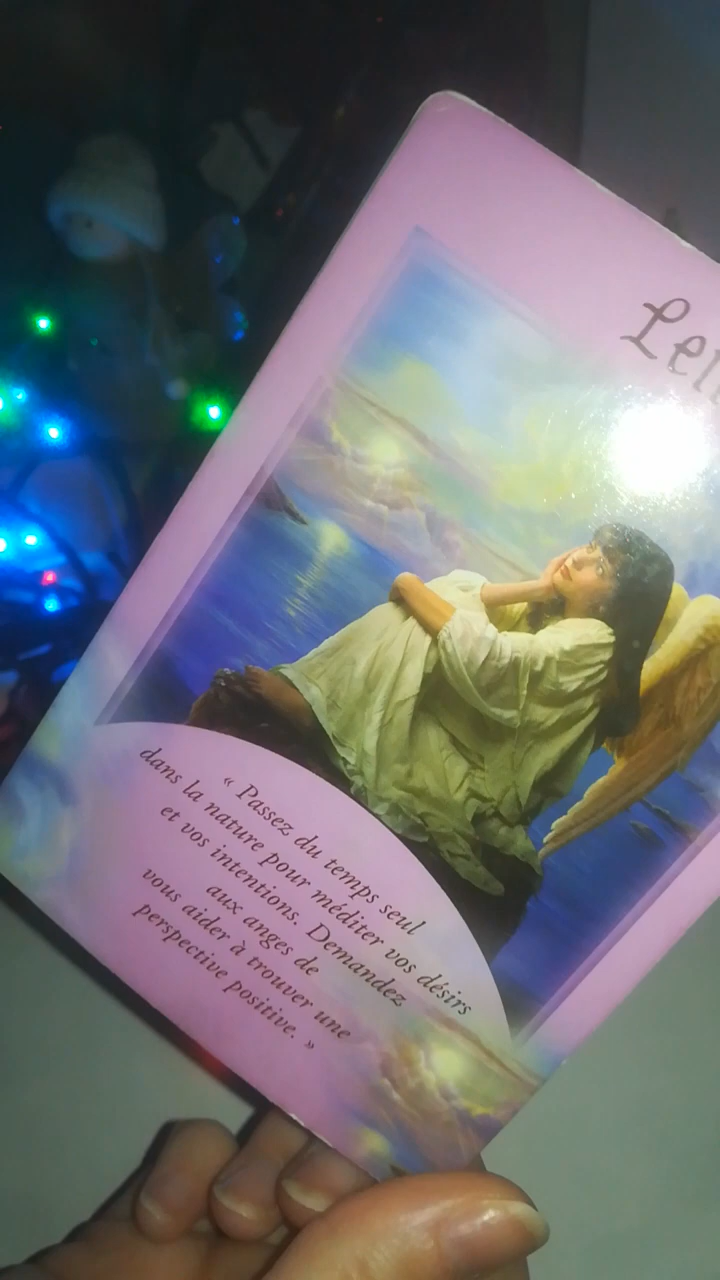 « Passez du temps seul
dans la nature pour méditer vos désirs
et vos intentions. Demandez
aux anges de
vous aider à trouver une
perspective positive. »